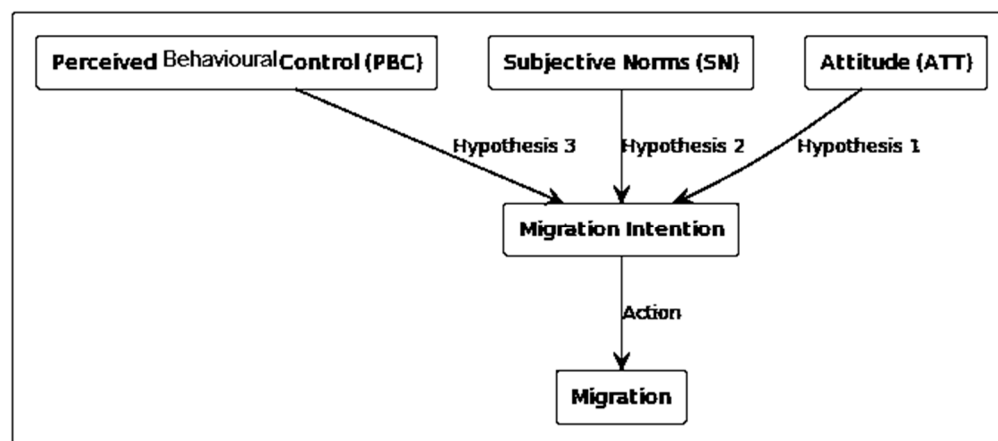 Perceived Behavioural Control (PBC)
Subjective Norms (SN)
Attitude (ATT)
Hypothesis 3
Hypothesis 2
Hypothesis 1
Migration Intention
Action
Migration